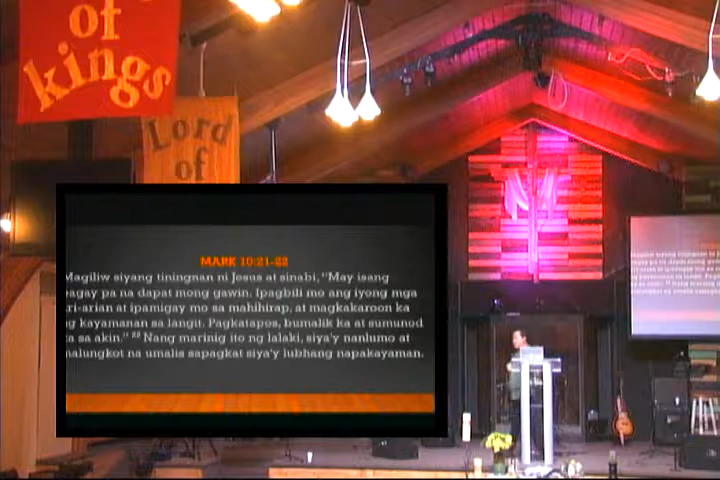 of
kings
Lord
of
MARK 10:21-22
Magiliw siyang tiningnan ni Jesus at sinabi, "May isang
bagay pa na dapat mong gawin. Ipagbili mo ang iyong mga
ri-arian at ipamigay mo sa mahihirap, at magkakaroon ka
g kayamanan sa langit. Pagkatapos, bumalik ka at sumunod
ka sa akin." ²² Nang marinig ito ng lalaki, siya'y nanlumo at
malungkot na umalis sapagkat siya'y lubhang napakayaman.